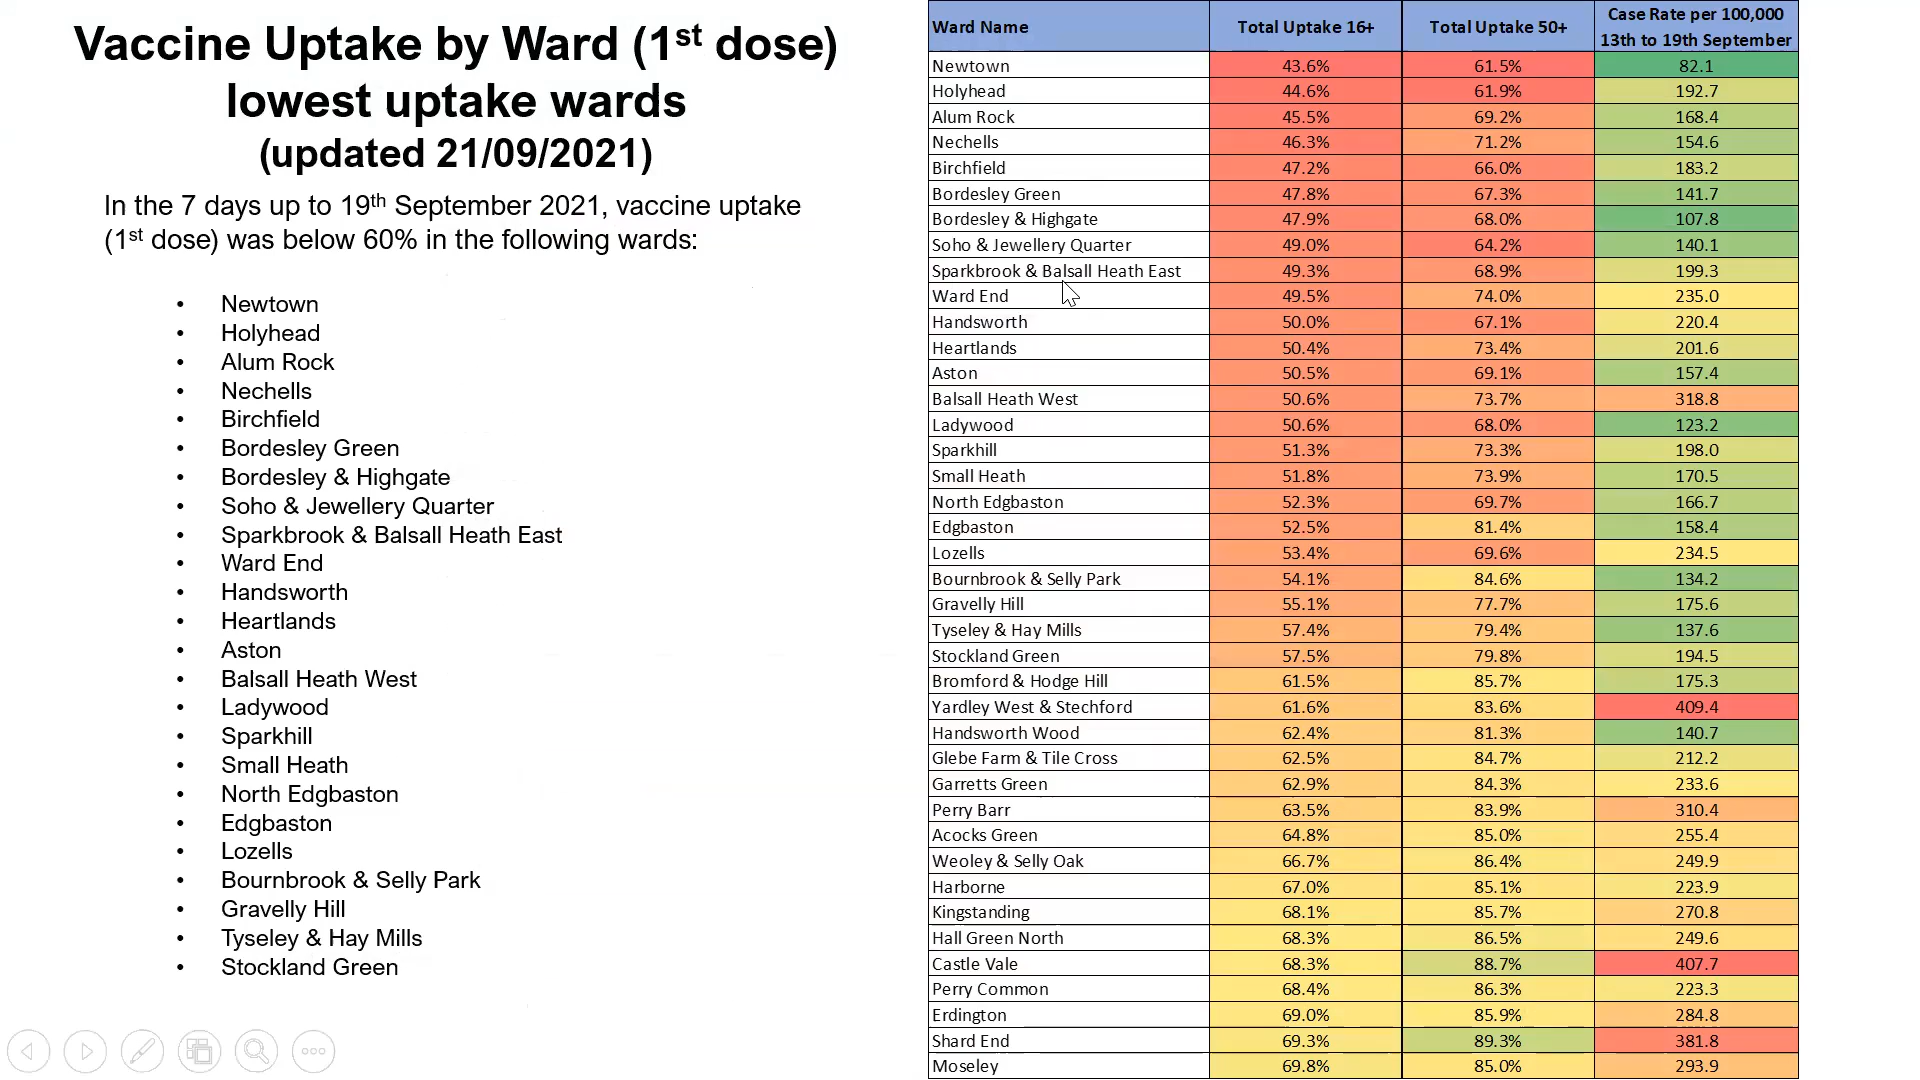 Vaccine Uptake by Ward (1st dose)
lowest uptake wards
(updated 21/09/2021)
In the 7 days up to 19th September 2021, vaccine uptake
(1st dose) was below 60% in the following wards:
• Newtown
• Holyhead
• Alum Rock
• Nechells
• Birchfield
• Bordesley Green
• Bordesley & Highgate
• Soho & Jewellery Quarter
• Sparkbrook & Balsall Heath East
• Ward End
• Handsworth
• Heartlands
• Aston
• Balsall Heath West
• Ladywood
• Sparkhill
• Small Heath
• North Edgbaston
• Edgbaston
• Lozells
• Bournbrook & Selly Park
• Gravelly Hill
• Tyseley & Hay Mills
• Stockland Green
Ward Name Total Uptake 16+ Total Uptake 50+ Case Rate per 100,000
13th to 19th September
Newtown 43.6% 61.5% 82.1
Holyhead 44.6% 61.9% 192.7
Alum Rock 45.5% 69.2% 168.4
Nechells 46.3% 71.2% 154.6
Birchfield 47.2% 66.0% 183.2
Bordesley Green 47.8% 67.3% 141.7
Bordesley & Highgate 47.9% 68.0% 107.8
Soho & Jewellery Quarter 49.0% 64.2% 140.1
Sparkbrook & Balsall Heath East 49.3% 68.9% 199.3
Ward End 49.5% 74.0% 235.0
Handsworth 50.0% 67.1% 220.4
Heartlands 50.4% 73.4% 201.6
Aston 50.5% 69.1% 157.4
Balsall Heath West 50.6% 73.7% 318.8
Ladywood 50.6% 68.0% 123.2
Sparkhill 51.3% 73.3% 198.0
Small Heath 51.8% 73.9% 170.5
North Edgbaston 52.3% 69.7% 166.7
Edgbaston 52.5% 81.4% 158.4
Lozells 53.4% 69.6% 234.5
Bournbrook & Selly Park 54.1% 84.6% 134.2
Gravelly Hill 55.1% 77.7% 175.6
Tyseley & Hay Mills 57.4% 79.4% 137.6
Stockland Green 57.5% 79.8% 194.5
Bromford & Hodge Hill 61.5% 85.7% 175.3
Yardley West & Stechford 61.6% 83.6% 409.4
Handsworth Wood 62.4% 81.3% 140.7
Glebe Farm & Tile Cross 62.5% 84.7% 212.2
Garretts Green 62.9% 84.3% 233.6
Perry Barr 63.5% 83.9% 310.4
Acocks Green 64.8% 85.0% 255.4
Weoley & Selly Oak 66.7% 86.4% 249.9
Harborne 67.0% 85.1% 223.9
Kingstanding 68.1% 85.7% 270.8
Hall Green North 68.3% 86.5% 249.6
Castle Vale 68.3% 88.7% 407.7
Perry Common 68.4% 86.3% 223.3
Erdington 69.0% 85.9% 284.8
Shard End 69.3% 89.3% 381.8
Moseley 69.8% 85.0% 293.9